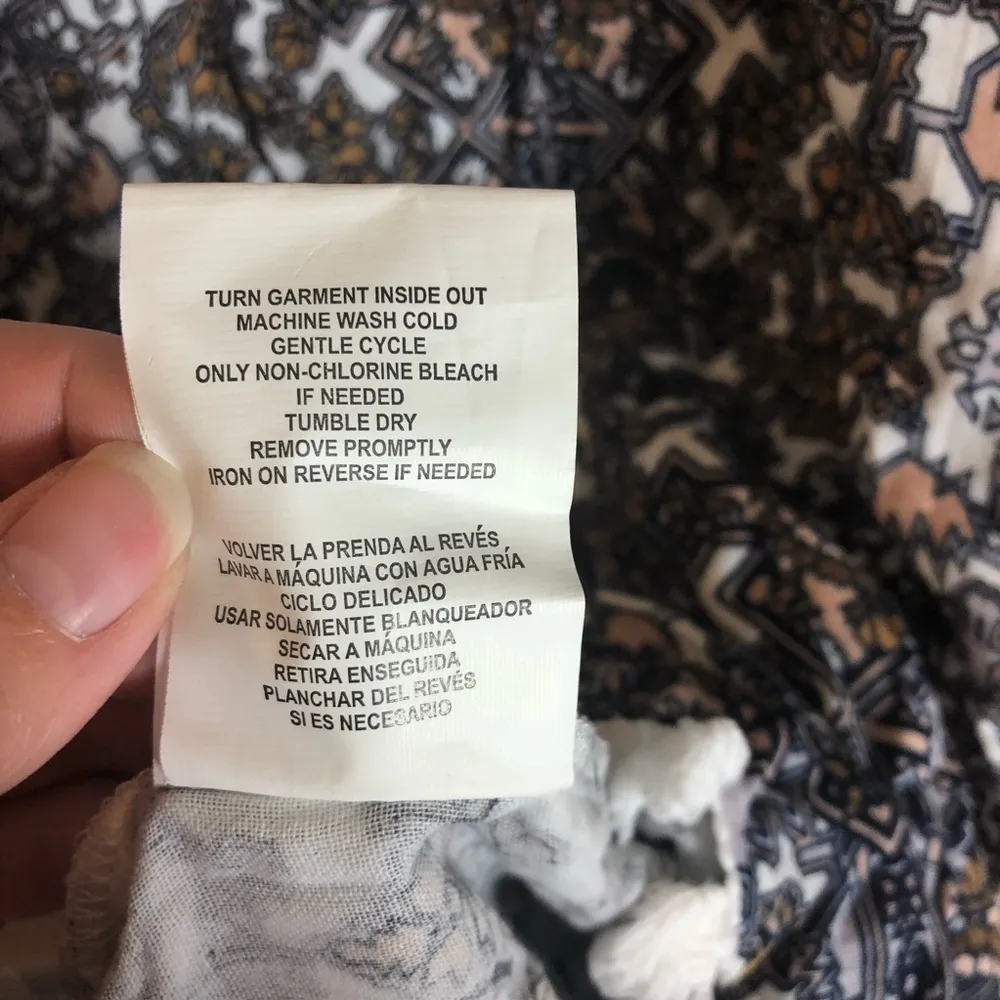 TURN GARMENT INSIDE OUT
MACHINE WASH COLD
GENTLE CYCLE
ONLY NON-CHLORINE BLEACH
IF NEEDED
TUMBLE DRY
REMOVE PROMPTLY
IRON ON REVERSE IF NEEDED
VOLVER LA PRENDA AL REVÉS
LAVAR A MÁQUINA CON AGUA FRÍA
CICLO DELICADO
USAR SOLAMENTE BLANQUEADOR
SECAR A MÁQUINA
RETIRA ENSEGUIDA
PLANCHAR DEL REVÉS
SI ES NECESARIO